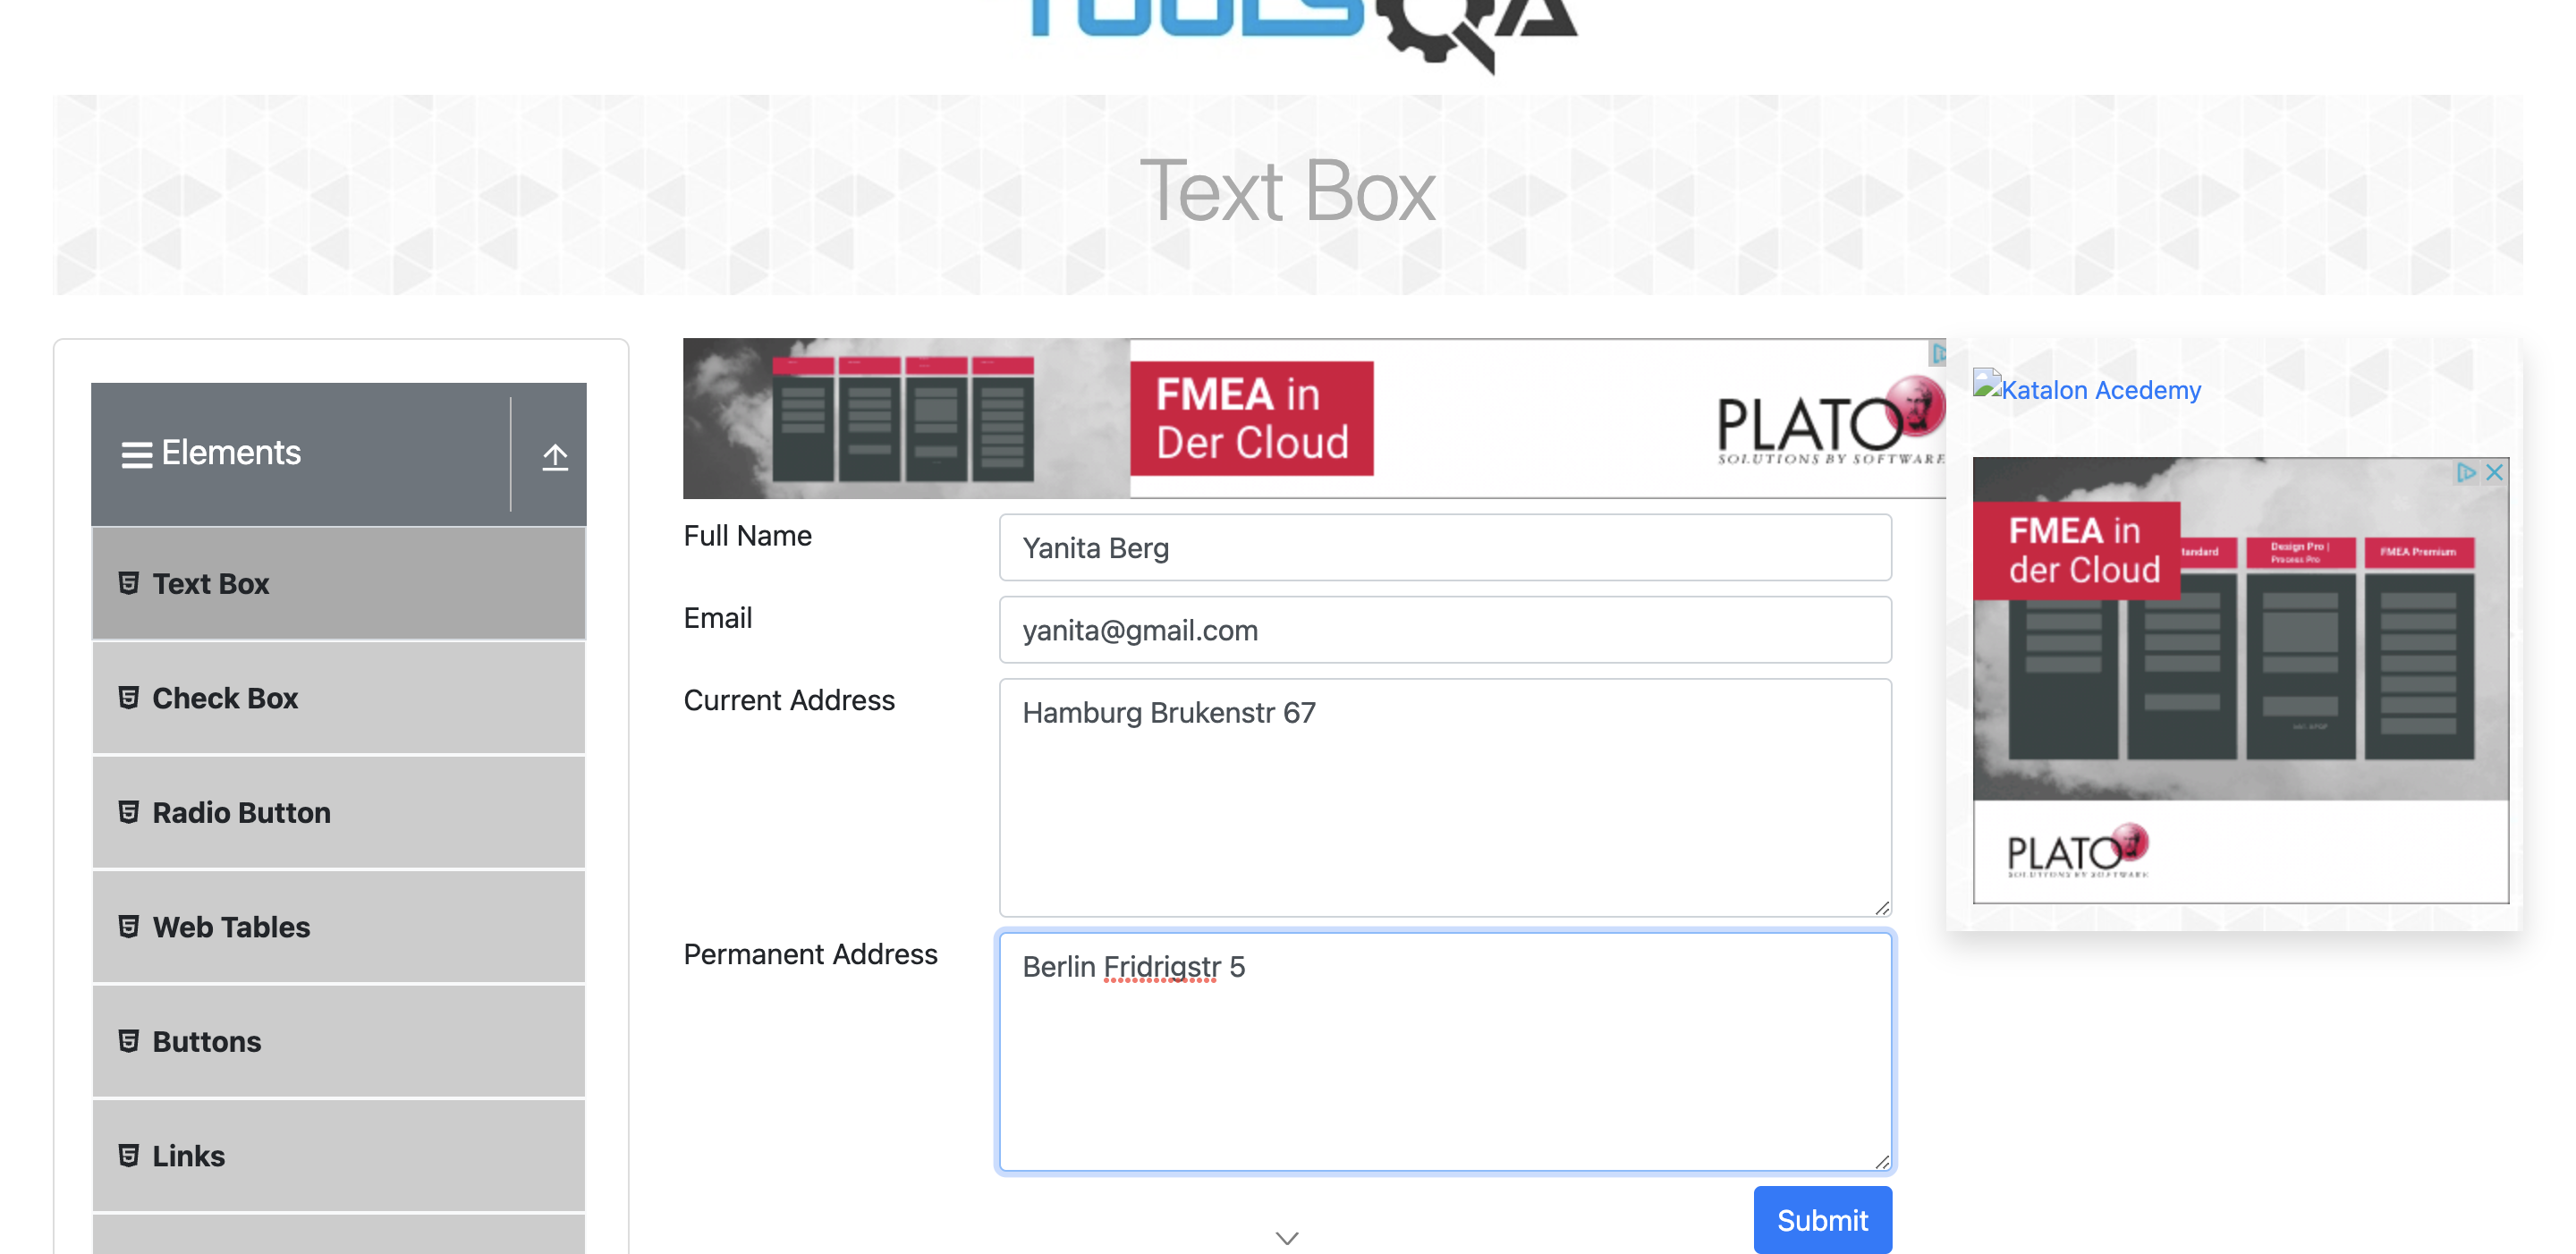 TOOLSQA
Text Box
Elements
Text Box
Check Box
Radio Button
Web Tables
Buttons
Links
FMEA in
Der Cloud
PLATO
SOLUTIONS BY SOFTWARE
Full Name
Yanita Berg
Email
yanita@gmail.com
Current Address
Hamburg Brukenstr 67
Permanent Address
Berlin Fridrigstr 5
Submit
Katalon Acedemy
FMEA in
der Cloud
tandard
Design Pro |
Process Pro
FMEA Premium
PLATO
SOLUTIONS BY SOFTWARE